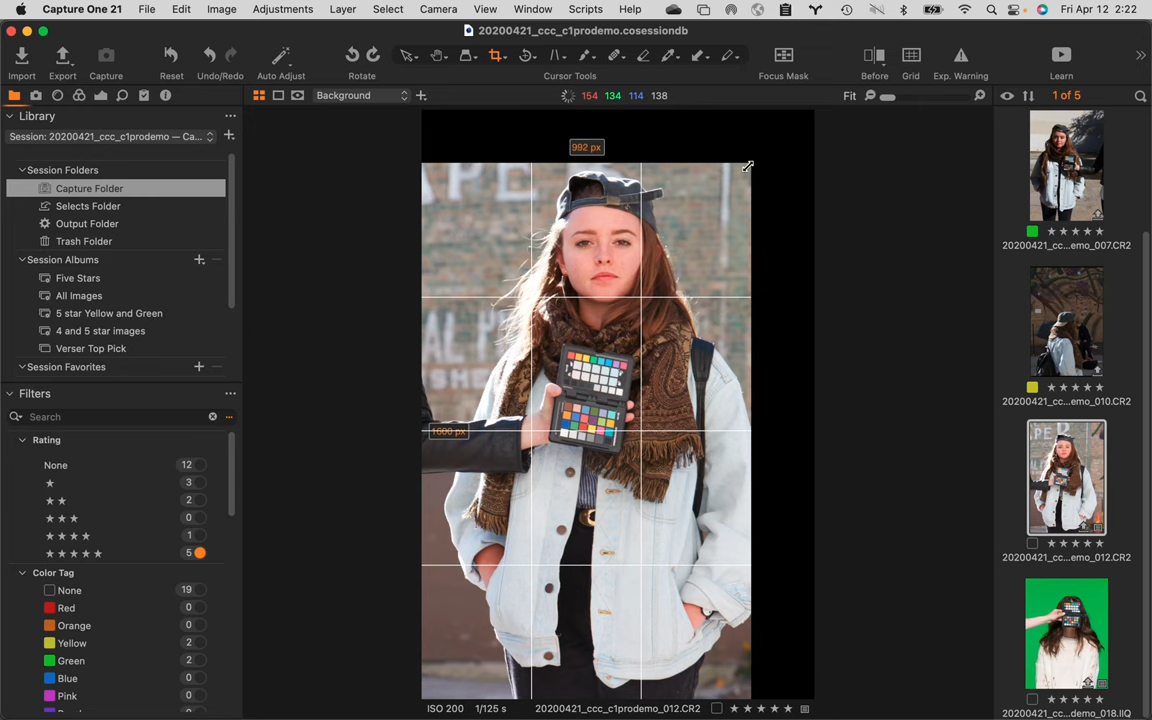 Capture One 21 File Edit Image Adjustments Layer Select Camera View Window Scripts Help Fri Apr 12 2:22
20200421_ccc_c1prodemo.cosessiondb
Import Export Capture Reset Undo/Redo Auto Adjust Rotate Cursor Tools Focus Mask Before Grid Exp. Warning Learn
Background 154 134 114 138 Fit 1 of 5
Library
Session: 20200421_ccc_c1prodemo — Ca...
Session Folders
Capture Folder
Selects Folder
Output Folder
Trash Folder
Session Albums
Five Stars
All Images
5 star Yellow and Green
4 and 5 star images
Verser Top Pick
Session Favorites
Filters
Search
Rating
None 12
★ 3
★ ★ 2
★ ★ ★ 0
★ ★ ★ ★ 1
★ ★ ★ ★ ★ 5
Color Tag
None 19
Red 0
Orange 0
Yellow 2
Green 2
Blue 0
Pink 0
992 px
1600 px
ISO 200 1/125 s 20200421_ccc_c1prodemo_012.CR2
20200421_cc...emo_007.CR2
20200421_cc...emo_010.CR2
20200421_cc...emo_012.CR2
20200421_cc...demo_018.IIQ